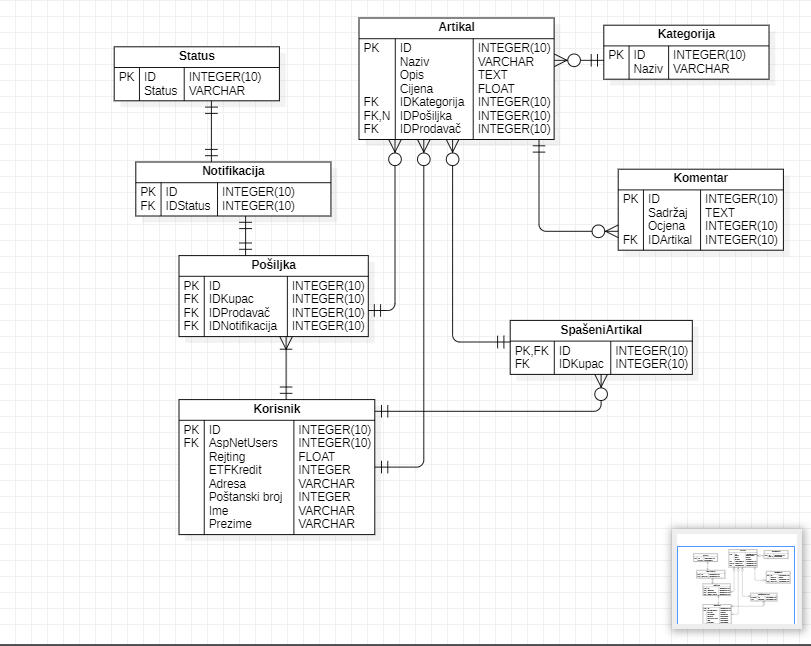 Status
PK ID INTEGER(10)
Status VARCHAR
Notifikacija
PK ID INTEGER(10)
FK IDStatus INTEGER(10)
Pošiljka
PK ID INTEGER(10)
FK IDKupac INTEGER(10)
FK IDProdavač INTEGER(10)
FK IDNotifikacija INTEGER(10)
Korisnik
PK ID INTEGER(10)
FK AspNetUsers INTEGER(10)
Rejting FLOAT
ETFKredit INTEGER
Adresa VARCHAR
Poštanski broj INTEGER
Ime VARCHAR
Prezime VARCHAR
Artikal
PK ID INTEGER(10)
Naziv VARCHAR
Opis TEXT
Cijena FLOAT
FK IDKategorija INTEGER(10)
FK,N IDPošiljka INTEGER(10)
FK IDProdavač INTEGER(10)
Kategorija
PK ID INTEGER(10)
Naziv VARCHAR
Komentar
PK ID INTEGER(10)
Sadržaj TEXT
Ocjena INTEGER(10)
FK IDArtikal INTEGER(10)
SpašeniArtikal
PK,FK ID INTEGER(10)
FK IDKupac INTEGER(10)